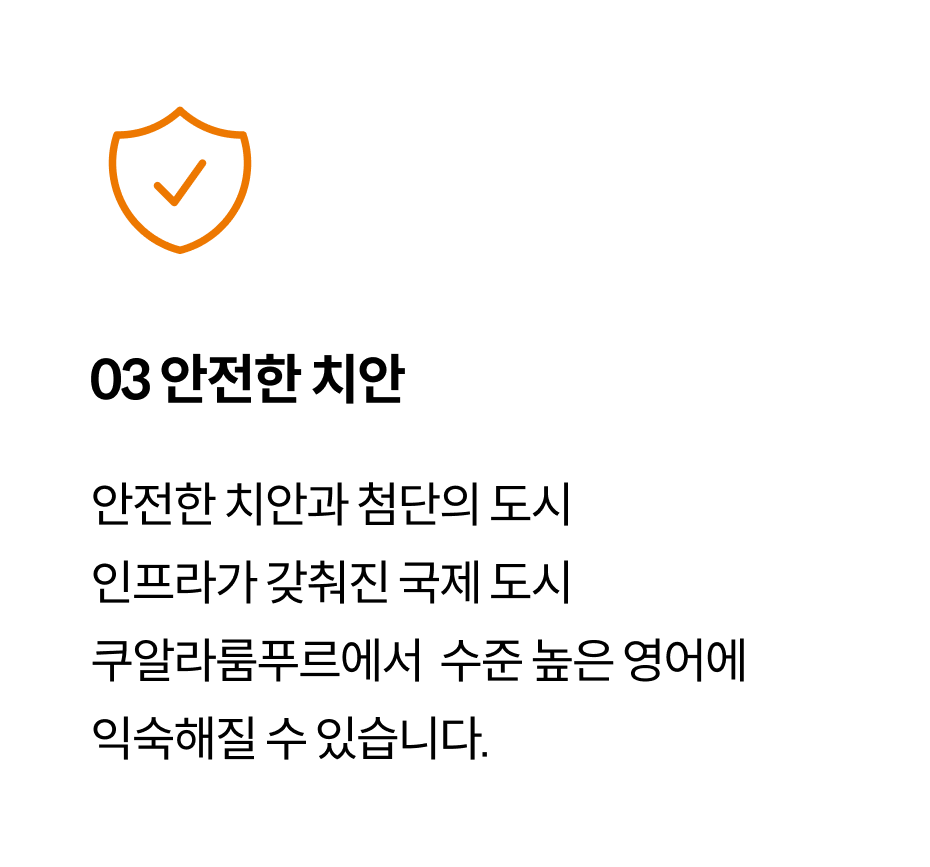 03 안전한 치안
안전한 치안과 첨단의 도시
인프라가 갖춰진 국제 도시
쿠알라룸푸르에서 수준 높은 영어에
익숙해질 수 있습니다.